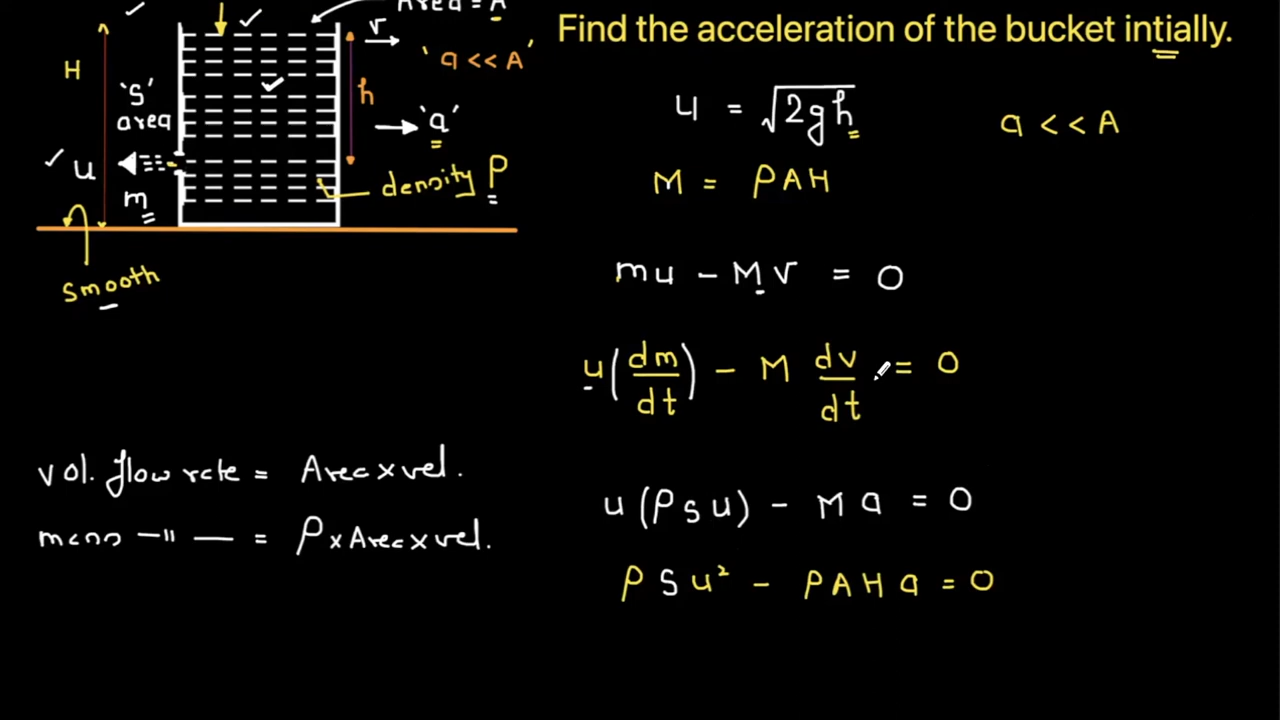 Area = A
Find the acceleration of the bucket intially.
H
v
'a << A'
'S'
area
h
'a'
u
m
density ρ
smooth
u = √2gh
a << A
M = ρAH
mu - Mv = 0
u(dm/dt) - M dv/dt = 0
vol. flow rate = Area x vel.
mass -"- = ρ x Area x vel.
u(ρSu) - Ma = 0
ρSu² - ρAHa = 0